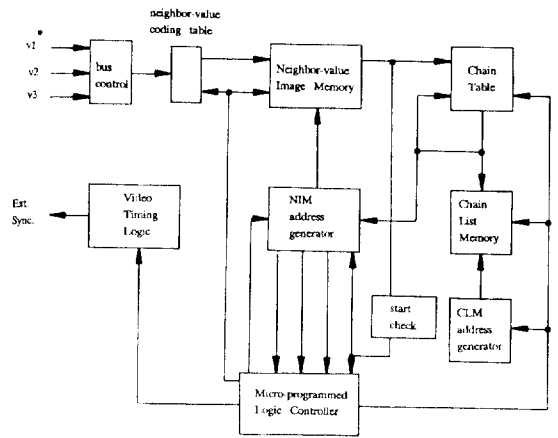 neighbor-value
coding table
v1
v2
v3
bus
control
Neighbor-value
Image Memory
Chain
Table
Ext.
Sync.
Video
Timing
Logic
NIM
address
generator
Chain
List
Memory
start
check
CLM
address
generator
Micro-programmed
Logic Controller